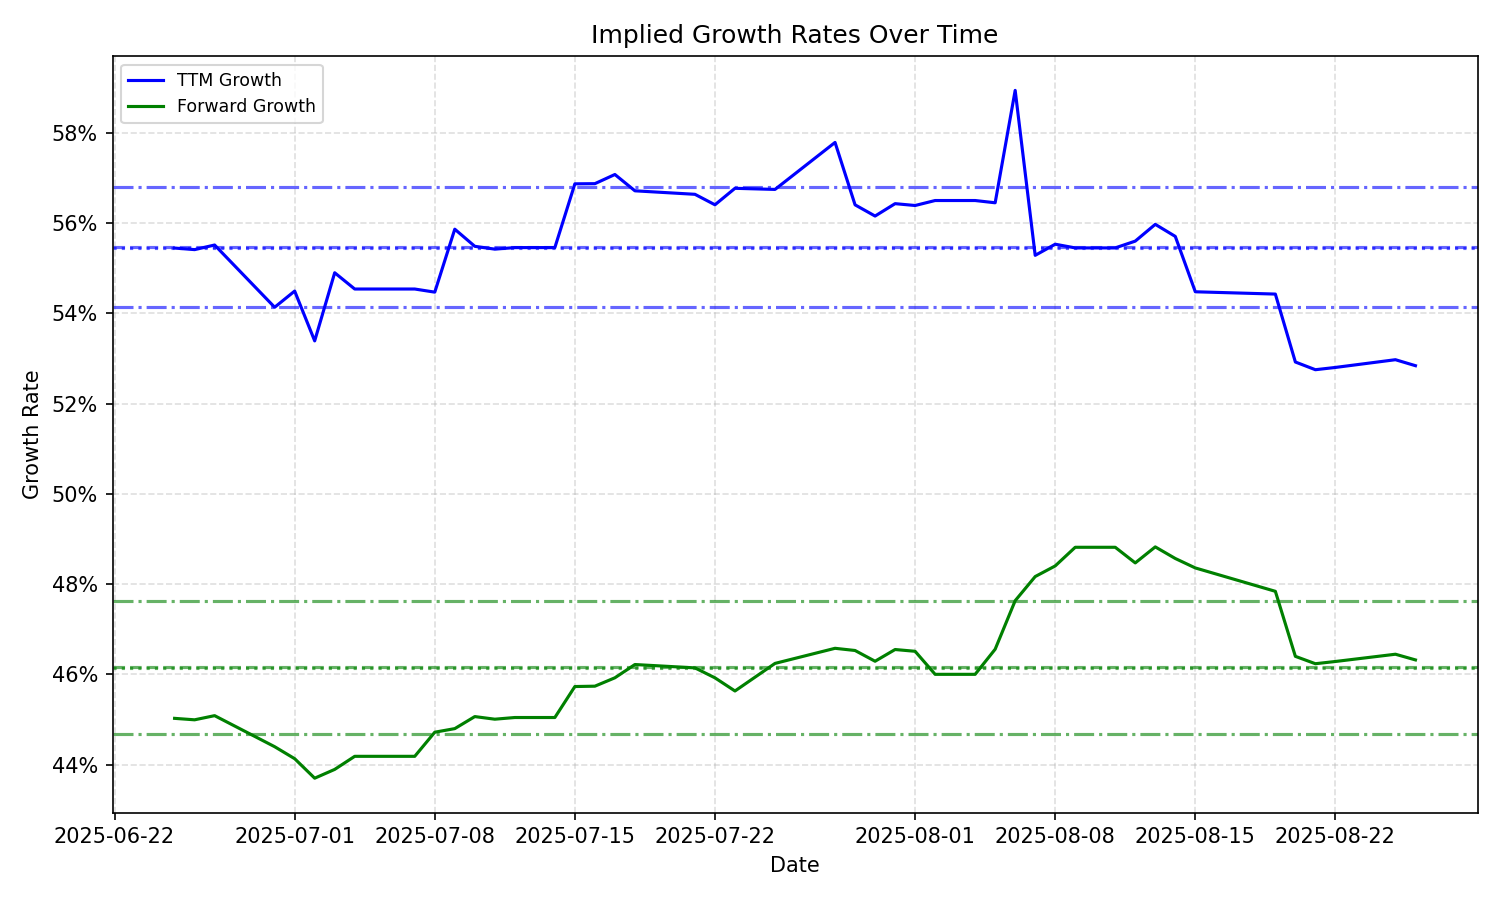 Implied Growth Rates Over Time
TTM Growth
Forward Growth
58%
56%
54%
52%
50%
48%
46%
44%
Growth Rate
2025-06-22 2025-07-01 2025-07-08 2025-07-15 2025-07-22 2025-08-01 2025-08-08 2025-08-15 2025-08-22
Date